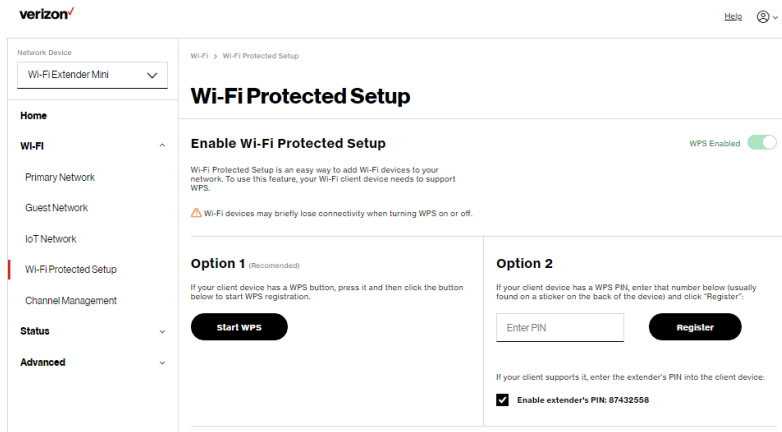 verizon✓
Help
Network Device
Wi-Fi Extender Mini
Home
Wi-Fi
Primary Network
Guest Network
IoT Network
Wi-Fi Protected Setup
Channel Management
Status
Advanced
Wi-Fi > Wi-Fi Protected Setup
Wi-Fi Protected Setup
Enable Wi-Fi Protected Setup
WPS Enabled
Wi-Fi Protected Setup is an easy way to add Wi-Fi devices to your
network. To use this feature, your Wi-Fi client device needs to support
WPS.
Wi-Fi devices may briefly lose connectivity when turning WPS on or off.
Option 1 (Recomended)
If your client device has a WPS button, press it and then click the button
below to start WPS registration.
Start WPS
Option 2
If your client device has a WPS PIN, enter that number below (usually
found on a sticker on the back of the device) and click "Register":
Enter PIN
Register
If your client supports it, enter the extender's PIN into the client device:
Enable extender's PIN: 87432558